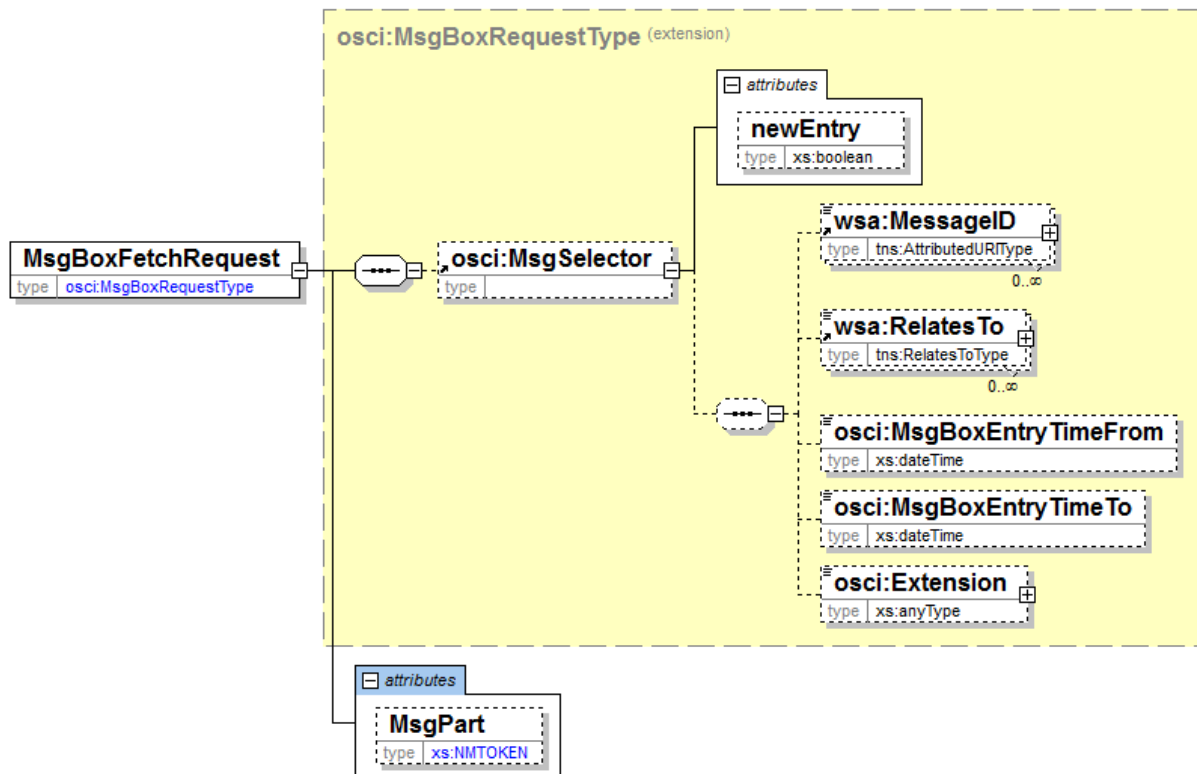 osci:MsgBoxRequestType (extension)
attributes
newEntry
type xs:boolean
wsa:MessageID
type tns:AttributedURIType
0..∞
MsgBoxFetchRequest
type osci:MsgBoxRequestType
osci:MsgSelector
type
wsa:RelatesTo
type tns:RelatesToType
0..∞
osci:MsgBoxEntryTimeFrom
type xs:dateTime
osci:MsgBoxEntryTimeTo
type xs:dateTime
osci:Extension
type xs:anyType
attributes
MsgPart
type xs:NMTOKEN